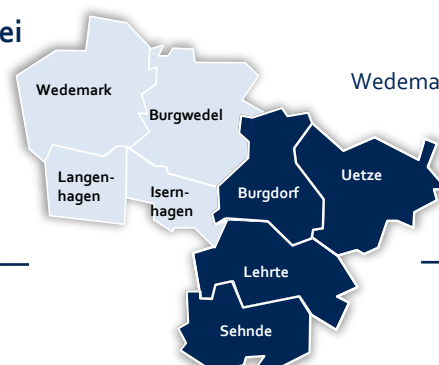 ei
Wedema
Wedemark
Burgwedel
Langen-
hagen
Isern-
hagen
Burgdorf
Uetze
Lehrte
Sehnde